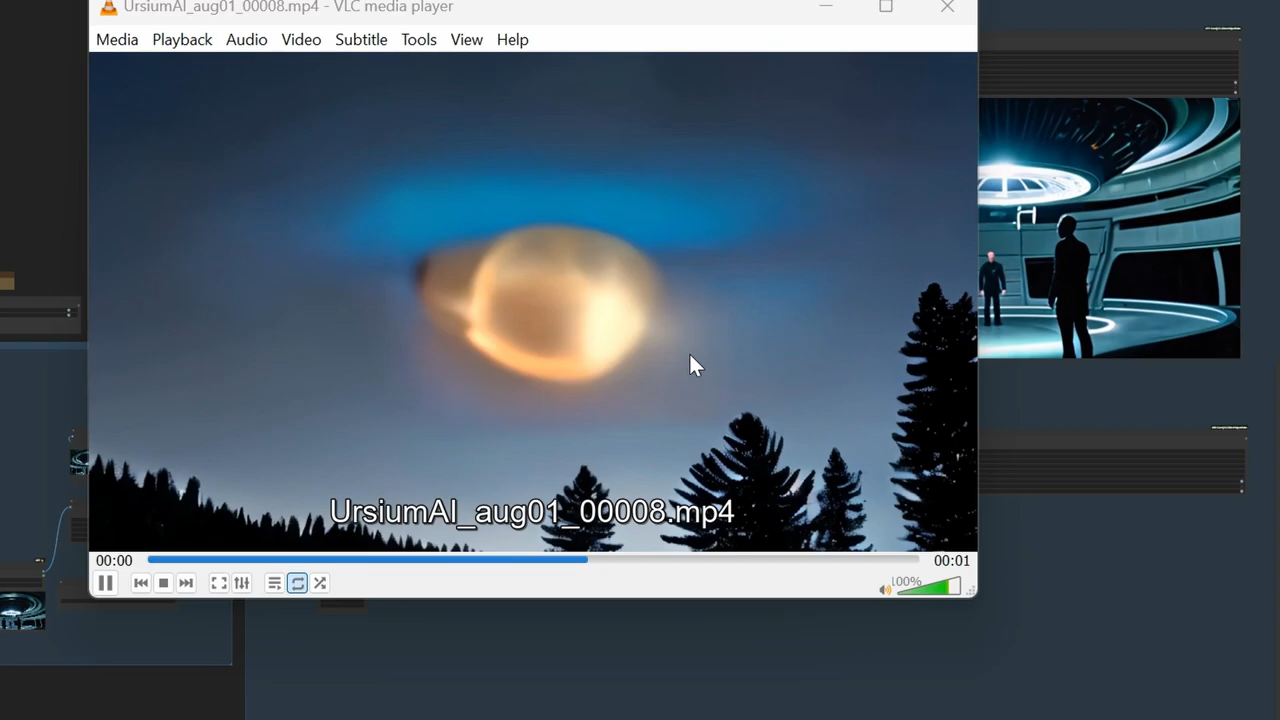 UrsiumAI_aug01_00008.mp4 - VLC media player
Media Playback Audio Video Subtitle Tools View Help
UrsiumAI_aug01_00008.mp4
00:00
00:01
100%